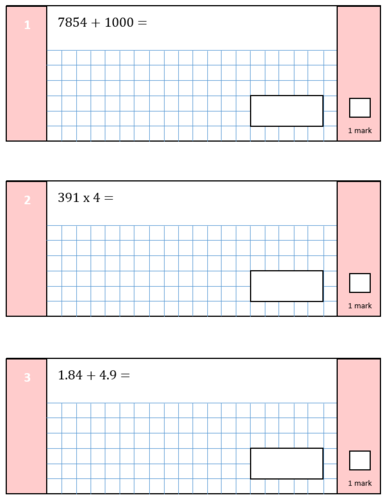 1
7854 + 1000 =
1 mark
2
391 x 4 =
1 mark
3
1.84 + 4.9 =
1 mark